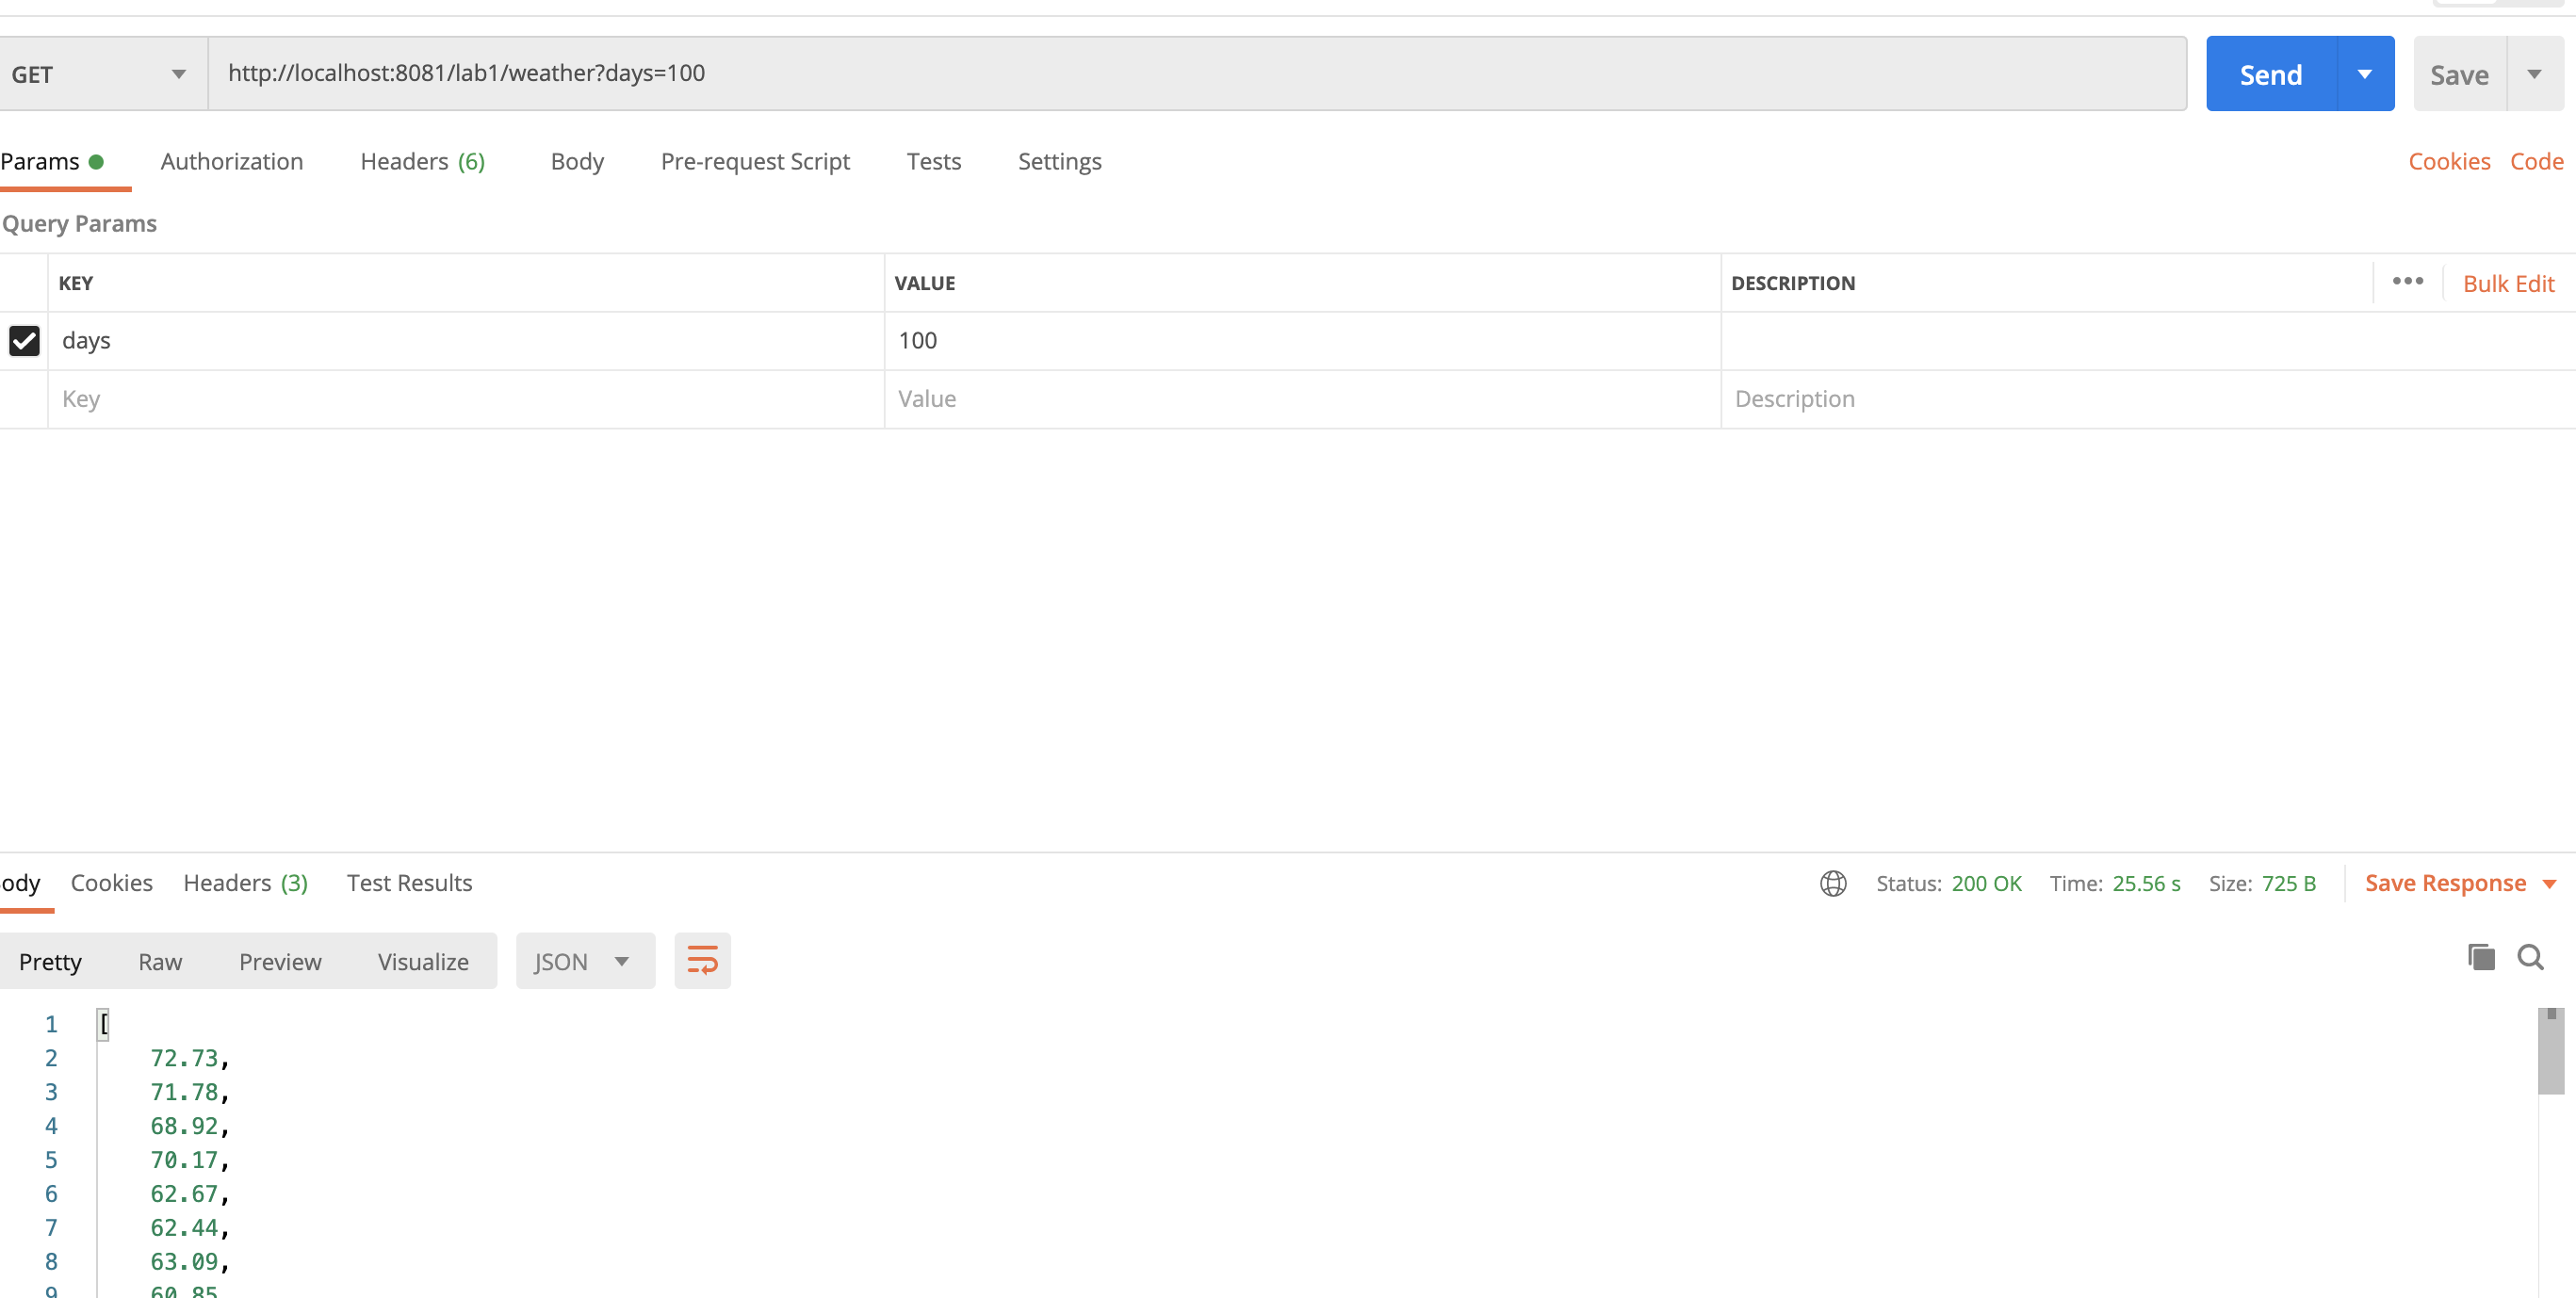 GET http://localhost:8081/lab1/weather?days=100 Send Save
Params Authorization Headers (6) Body Pre-request Script Tests Settings Cookies Code
Query Params
KEY VALUE DESCRIPTION ••• Bulk Edit
days 100
Key Value Description
ody Cookies Headers (3) Test Results Status: 200 OK Time: 25.56 s Size: 725 B Save Response
Pretty Raw Preview Visualize JSON
1 [
2 72.73,
3 71.78,
4 68.92,
5 70.17,
6 62.67,
7 62.44,
8 63.09,
9 60.85